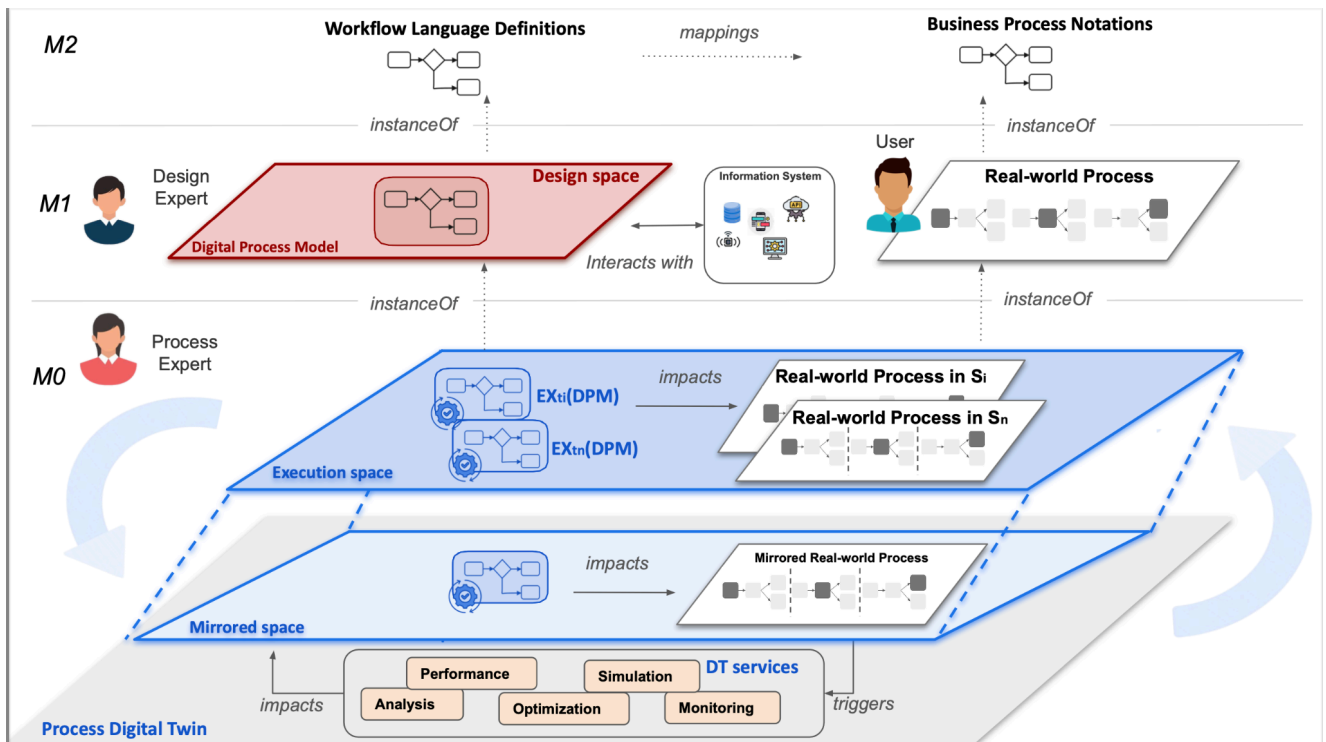 M2
Workflow Language Definitions
mappings
Business Process Notations
instanceOf
instanceOf
M1
Design
Expert
Design space
Digital Process Model
Information System
API
Interacts with
User
Real-world Process
instanceOf
instanceOf
M0
Process
Expert
EXti(DPM)
impacts
Real-world Process in Si
EXtn(DPM)
Real-world Process in Sn
Execution space
impacts
Mirrored Real-world Process
Mirrored space
DT services
Performance
Simulation
Analysis
Optimization
Monitoring
impacts
triggers
Process Digital Twin